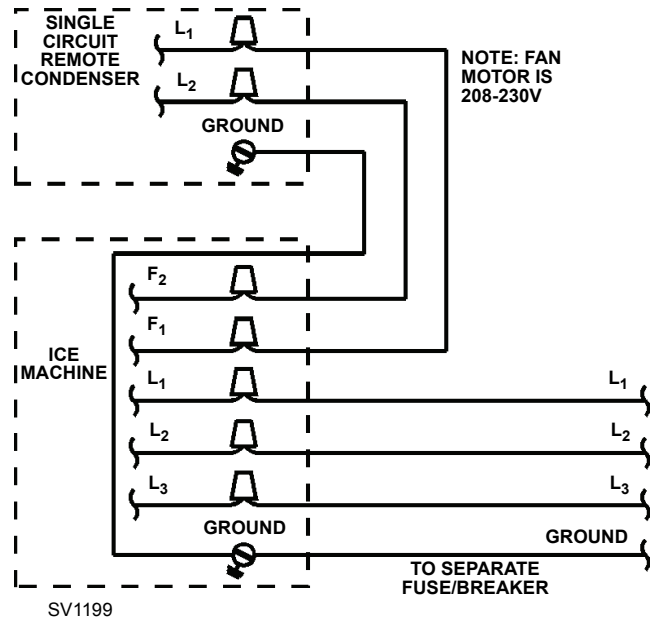 SINGLE
CIRCUIT
REMOTE
CONDENSER
L1
L2
GROUND
NOTE: FAN
MOTOR IS
208-230V
ICE
MACHINE
F2
F1
L1
L1
L2
L2
L3
L3
GROUND
GROUND
TO SEPARATE
FUSE/BREAKER
SV1199